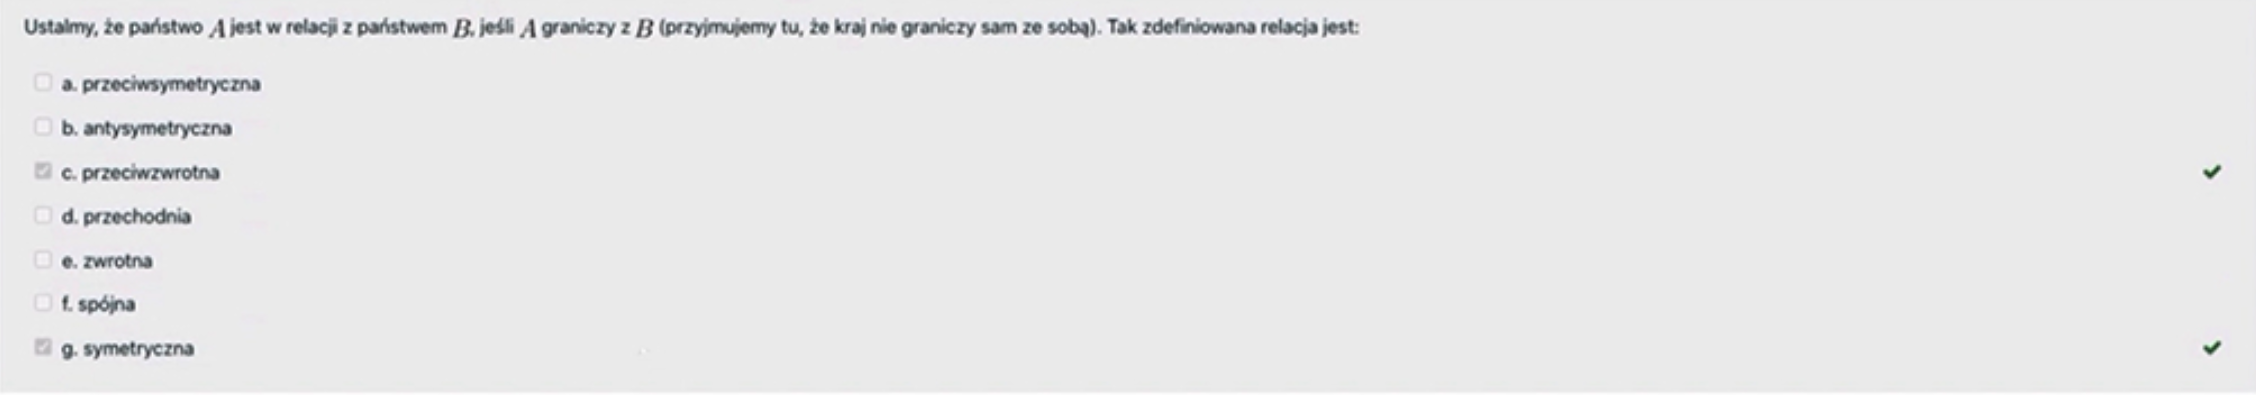 Ustalmy, że państwo A jest w relacji z państwem B, jeśli A graniczy z B (przyjmujemy tu, że kraj nie graniczy sam ze sobą). Tak zdefiniowana relacja jest:
a. przeciwsymetryczna
b. antysymetryczna
c. przeciwzwrotna
d. przechodnia
e. zwrotna
f. spójna
g. symetryczna